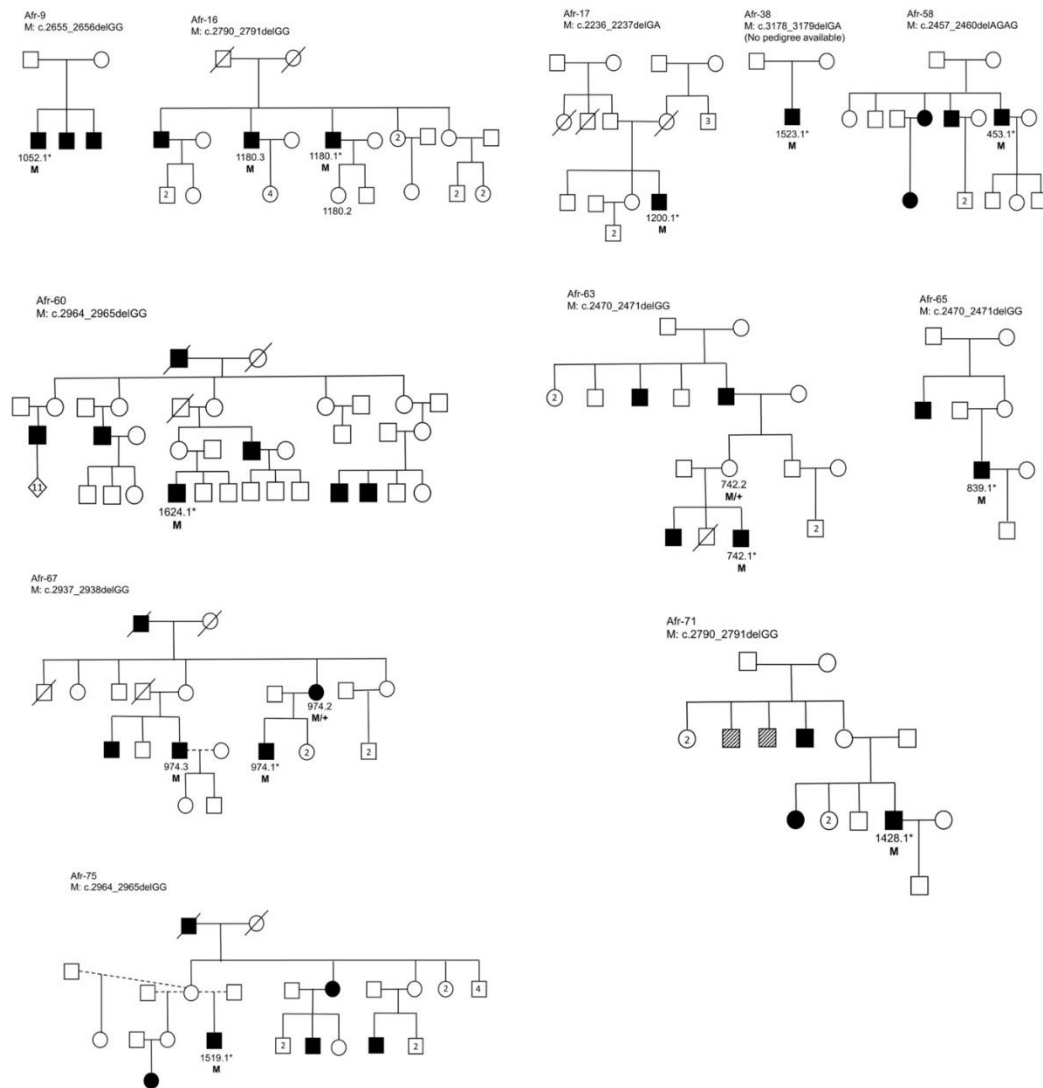 Afr-9
M: c.2655_2656delGG
1052.1*
M
Afr-16
M: c.2790_2791delGG
2
1180.3
M
4
1180.1*
M
1180.2
2
2
2
Afr-17
M: c.2236_2237delGA
3
2
1200.1*
M
Afr-38
M: c.3178_3179delGA
(No pedigree available)
1523.1*
M
Afr-58
M: c.2457_2460delAGAG
453.1*
M
2
Afr-60
M: c.2964_2965delGG
11
1624.1*
M
Afr-63
M: c.2470_2471delGG
2
742.2
M/+
2
742.1*
M
Afr-65
M: c.2470_2471delGG
839.1*
M
Afr-67
M: c.2937_2938delGG
974.2
M/+
974.3
M
974.1*
M
2
2
Afr-71
M: c.2790_2791delGG
2
2
1428.1*
M
Afr-75
M: c.2964_2965delGG
2
4
2
2
1519.1*
M